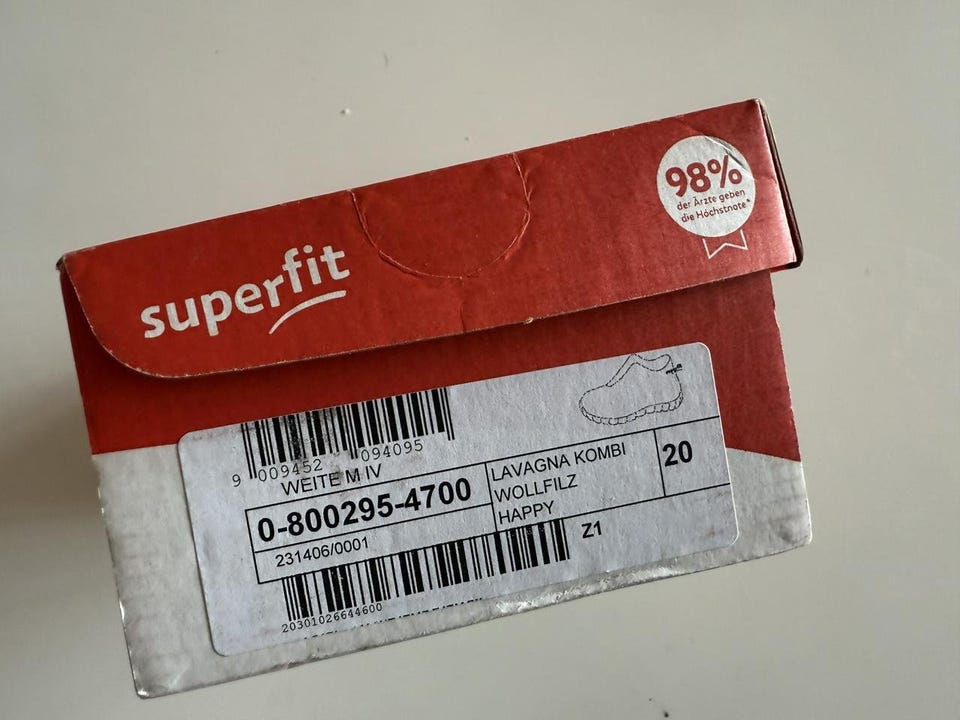 superfit
98%
der Ärzte geben
die Höchstnote*
9 009452 094095
WEITE M IV
0-800295-4700
231406/0001
LAVAGNA KOMBI
WOLLFILZ
HAPPY
20
Z1
20301026644600